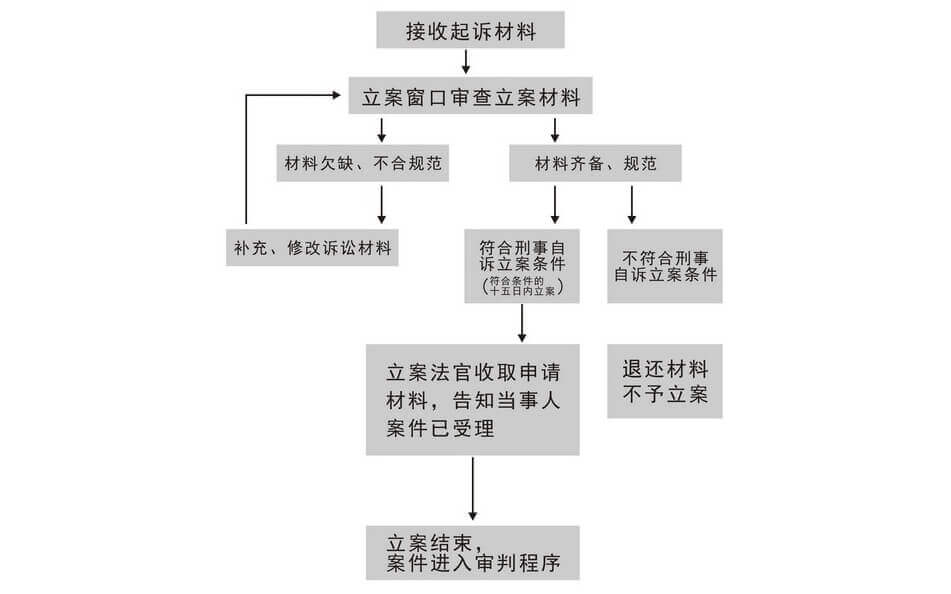 接收起诉材料
立案窗口审查立案材料
材料欠缺、不合规范
材料齐备、规范
补充、修改诉讼材料
符合刑事自
诉立案条件
（符合条件的
十五日内立案）
不符合刑事
自诉立案条件
立案法官收取申请
材料，告知当事人
案件已受理
退还材料
不予立案
立案结束，
案件进入审判程序